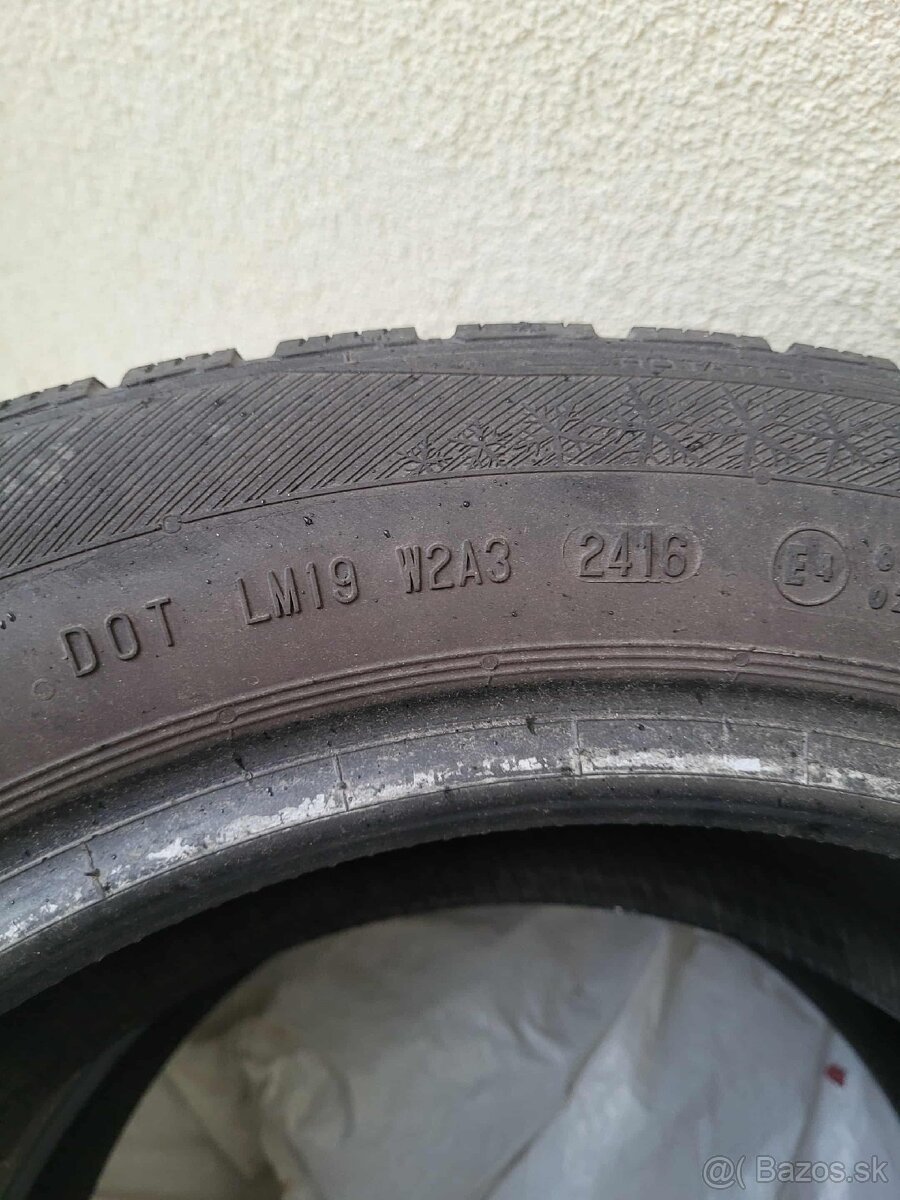 DOT LM19 W2A3 2416 E4
@( Bazos.sk